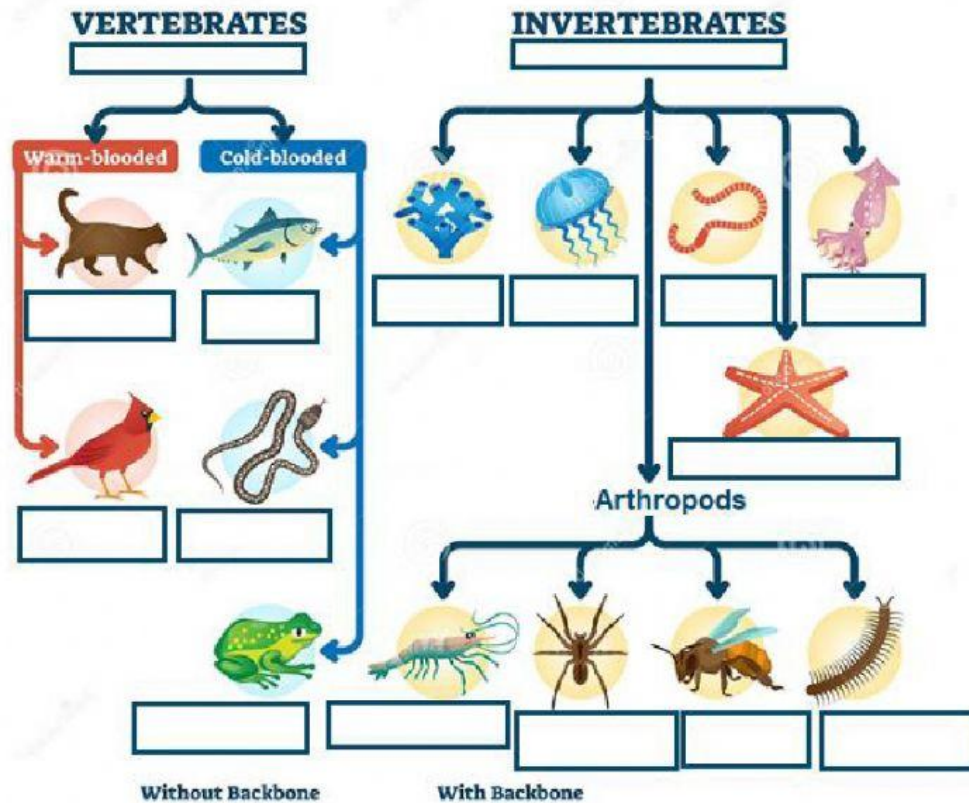 VERTEBRATES
INVERTEBRATES
Warm-blooded
Cold-blooded
Arthropods
Without Backbone
With Backbone